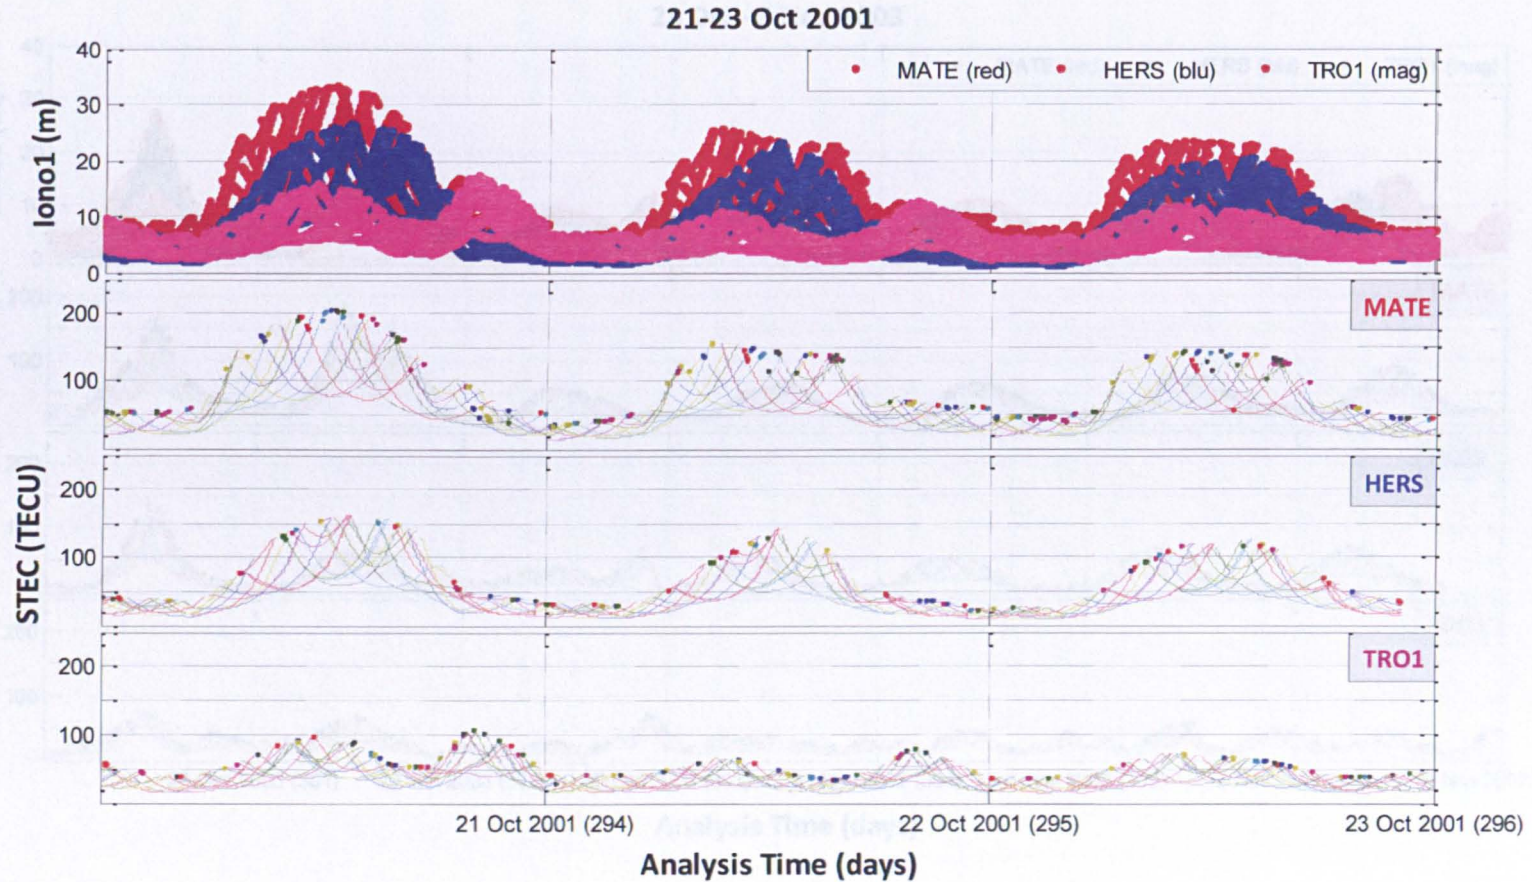 21-23 Oct 2001
MATE (red) HERS (blu) TRO1 (mag)
Iono1 (m)
40
30
20
10
0
MATE
200
100
STEC (TECU)
HERS
200
100
TRO1
200
100
21 Oct 2001 (294) 22 Oct 2001 (295) 23 Oct 2001 (296)
Analysis Time (days)